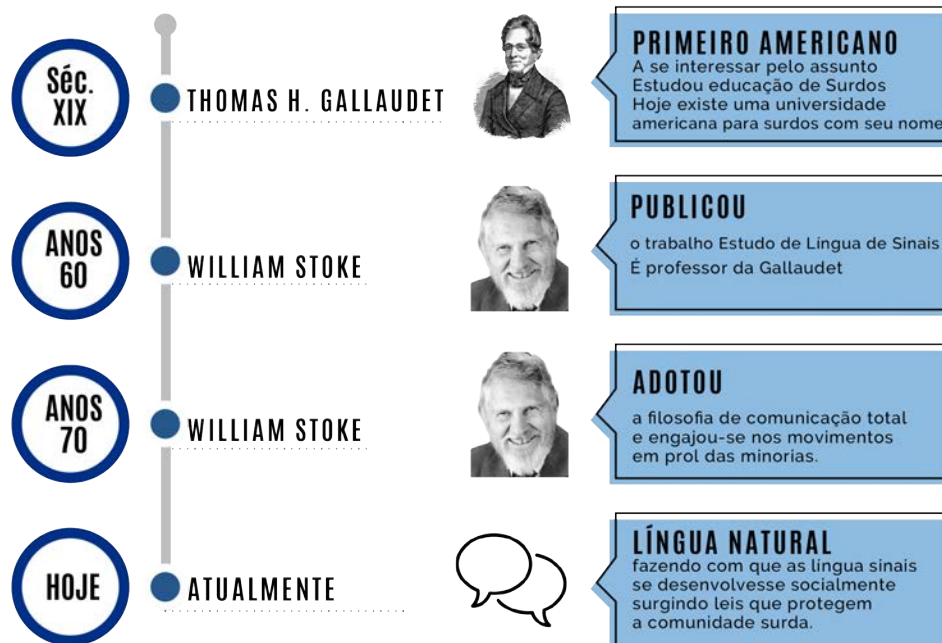 Séc.
XIX
THOMAS H. GALLAUDET
PRIMEIRO AMERICANO
A se interessar pelo assunto
Estudou educação de Surdos
Hoje existe uma universidade
americana para surdos com seu nome
ANOS
60
WILLIAM STOKE
PUBLICOU
o trabalho Estudo de Língua de Sinais
É professor da Gallaudet
ANOS
70
WILLIAM STOKE
ADOTOU
a filosofia de comunicação total
e engajou-se nos movimentos
em prol das minorias.
HOJE
ATUALMENTE
LÍNGUA NATURAL
fazendo com que as língua sinais
se desenvolvesse socialmente
surgindo leis que protegem
a comunidade surda.